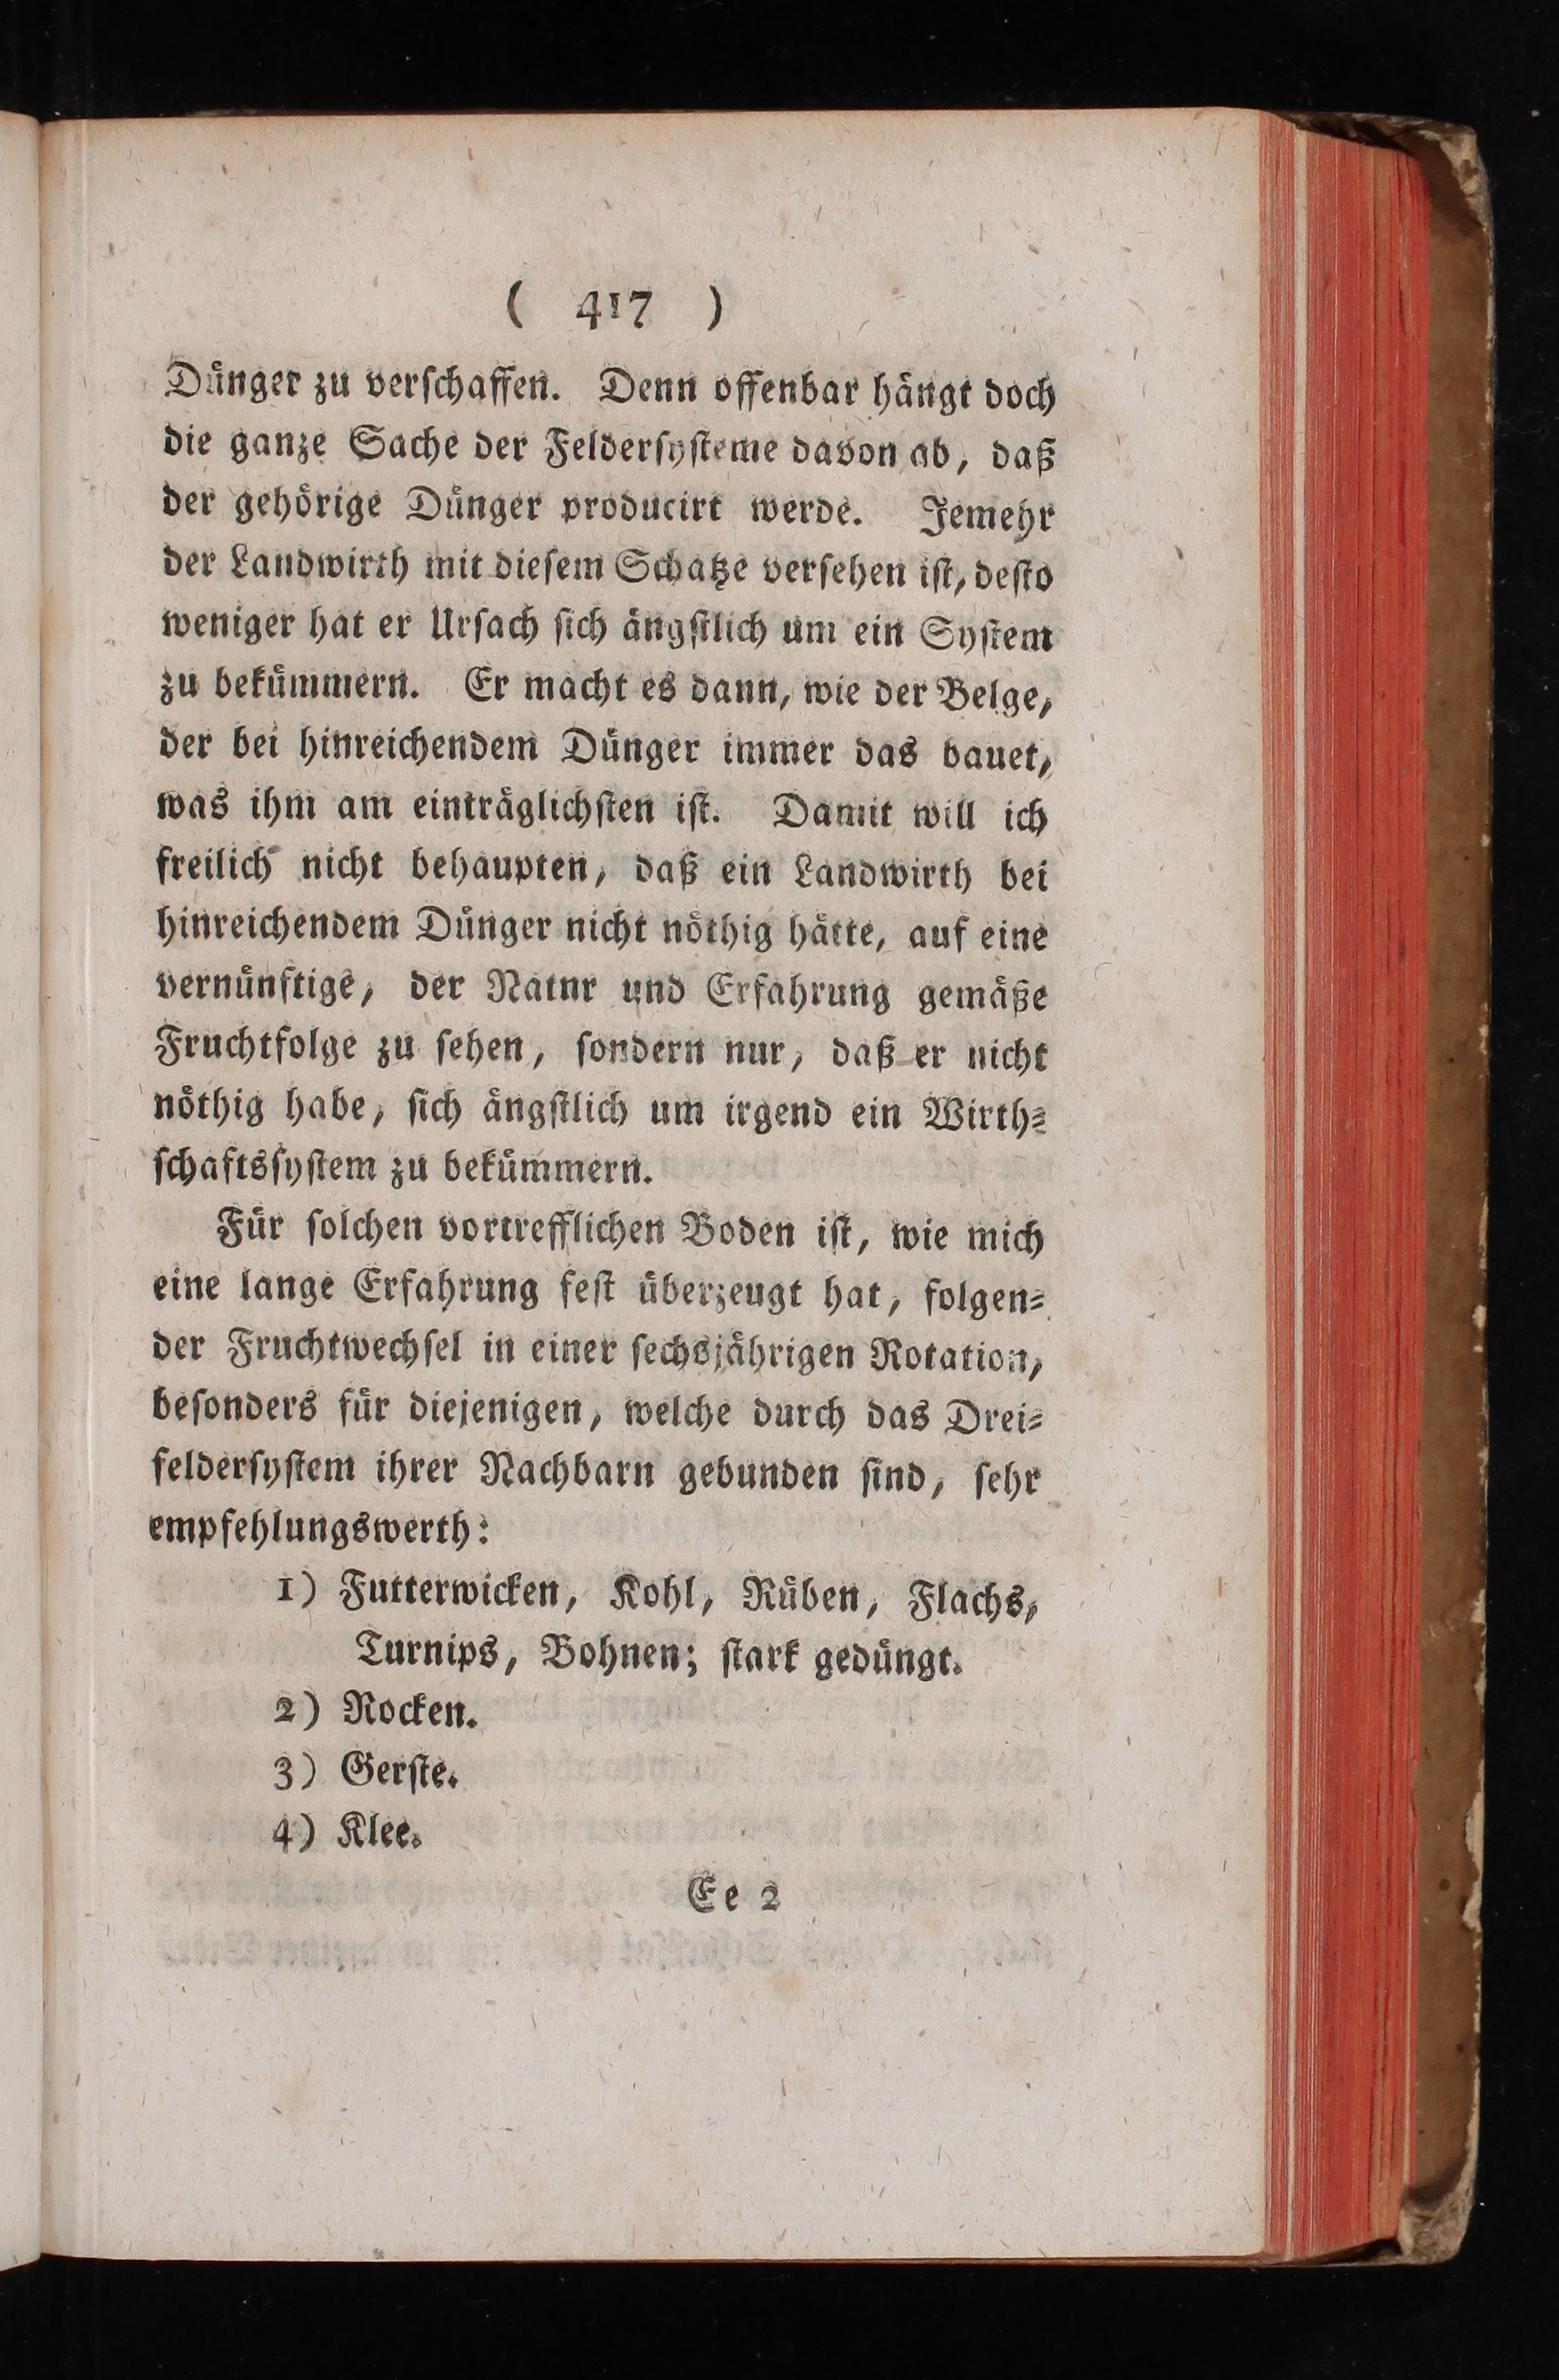 ( 417 )
Dünger zu verſchaffen. Denn offenbar hängt doch
die ganze Sache der Felderſyſteme davon ab, daß
der gehörige Dünger producirt werde. Jemehr
der Landwirth mit dieſem Schatze verſehen iſt, deſto
weniger hat er Urſach ſich ängſtlich um ein Syſtem
zu bekümmern. Er macht es dann, wie der Belge,
der bei hinreichendem Dünger immer das bauet,
was ihm am einträglichſten iſt. Damit will ich
freilich nicht behaupten, daß ein Landwirth bei
hinreichendem Dünger nicht nöthig hätte, auf eine
vernünftige, der Natur und Erfahrung gemäße
Fruchtfolge zu ſehen, ſondern nur, daß er nicht
nöthig habe, ſich ängſtlich um irgend ein Wirth⸗
ſchaftsſyſtem zu bekümmern.
Für ſolchen vortrefflichen Boden iſt, wie mich
eine lange Erfahrung feſt überzeugt hat, folgen⸗
der Fruchtwechſel in einer ſechsjährigen Rotation,
beſonders für diejenigen, welche durch das Drei⸗
felderſyſtem ihrer Nachbarn gebunden ſind, ſehr
empfehlungswerth:
1) Futterwicken, Kohl, Rüben, Flachs,
Turnips, Bohnen; ſtark gedüngt.
2) Rocken.
3) Gerſte.
4) Klee.
Ee 2